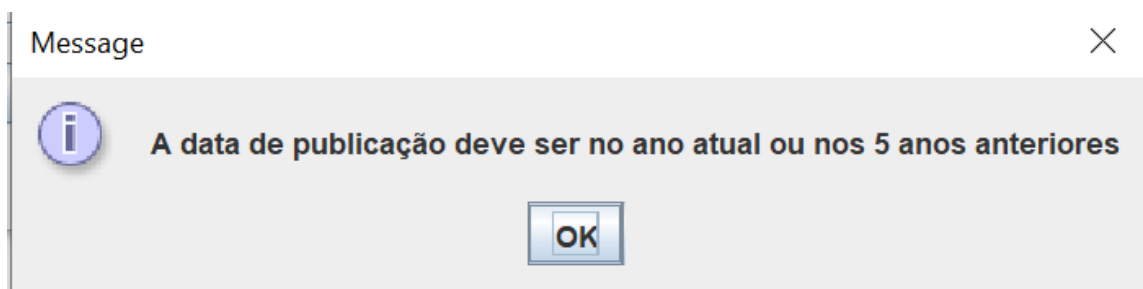 Message
A data de publicação deve ser no ano atual ou nos 5 anos anteriores
OK